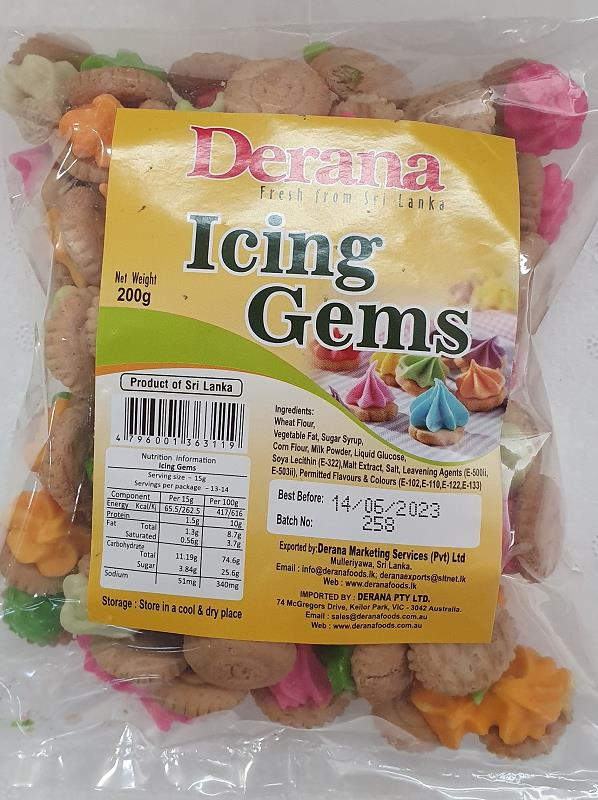 Derana
Fresh from Sri Lanka
Icing
Gems
Net Weight
200g
Product of Sri Lanka
4 796001 363119
Nutrition Information
Icing Gems
Serving size - 15g
Servings per package - 13-14
Component Per 15g Per 100g
Energy Kcal/Kj 65.5/262.5 417/616
Protein 1.5g 10g
Fat Total 1.3g 8.7g
Saturated 0.56g 3.7g
Carbohydrate
Total 11.19g 74.6g
Sugar 3.84g 25.6g
Sodium 51mg 340mg
Storage : Store in a cool & dry place
Ingredients:
Wheat Flour,
Vegetable Fat, Sugar Syrup,
Corn Flour, Milk Powder, Liquid Glucose,
Soya Lecithin (E-322),Malt Extract, Salt, Leavening Agents (E-500ii,
E-503ii), Permitted Flavours & Colours (E-102,E-110,E-122,E-133)
Best Before: 14/06/2023
Batch No: 258
Exported by:Derana Marketing Services (Pvt) Ltd
Mulleriyawa, Sri Lanka.
Email : info@deranafoods.lk; deranaexports@sltnet.lk
Web : www.deranafoods.lk
IMPORTED BY : DERANA PTY LTD.
74 McGregors Drive, Keilor Park, VIC - 3042 Australia.
Email : sales@deranafoods.com.au
Web : www.deranafoods.com.au